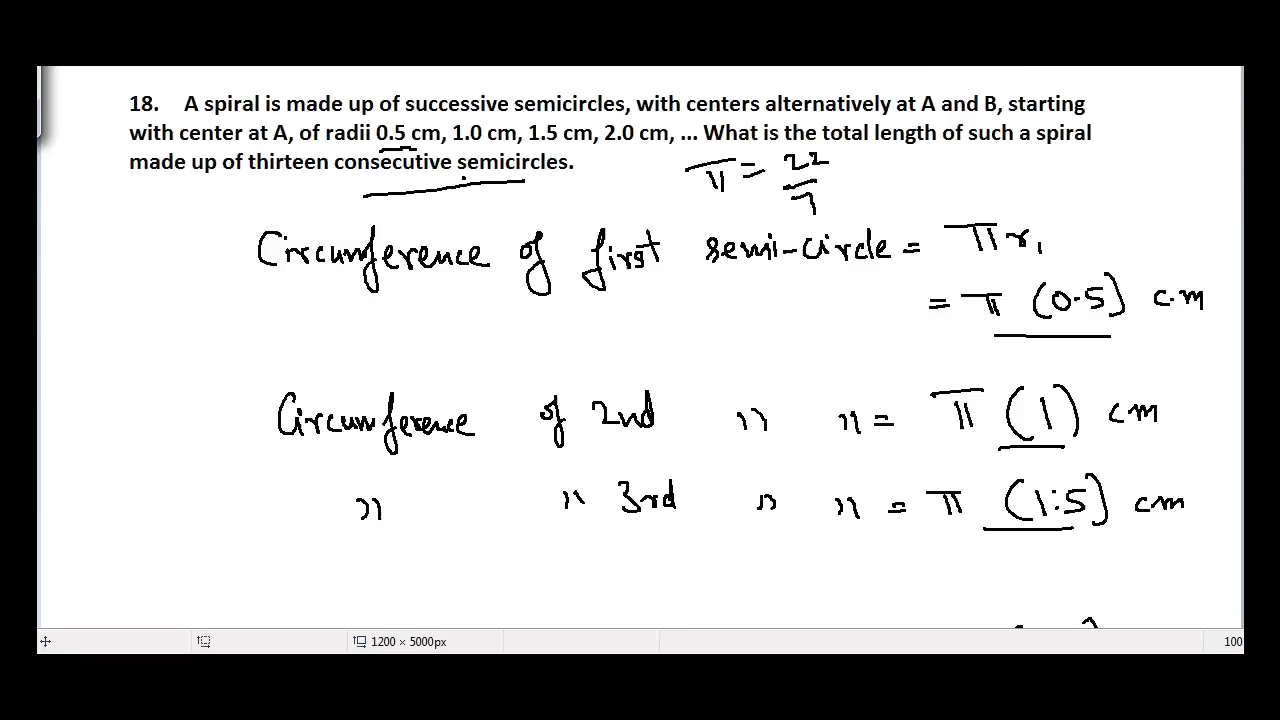 18. A spiral is made up of successive semicircles, with centers alternatively at A and B, starting
with center at A, of radii 0.5 cm, 1.0 cm, 1.5 cm, 2.0 cm, ... What is the total length of such a spiral
made up of thirteen consecutive semicircles.
π = 22/7
Circumference of first semi-circle = πr₁
= π (0.5) c.m
Circumference of 2nd " " = π (1) cm
" " 3rd " " = π (1.5) cm
1200 × 5000px
100